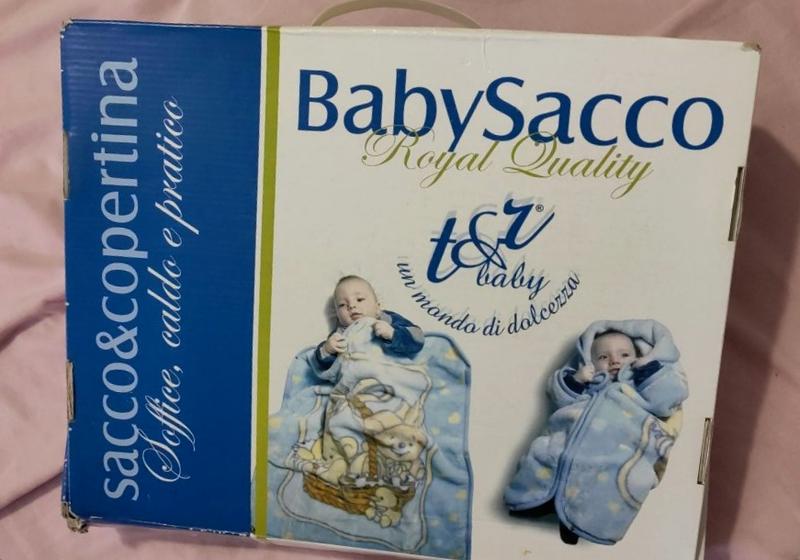 sacco&copertina
Soffice, caldo e pratico
BabySacco
Royal Quality
t&r®
baby
un mondo di dolcezza